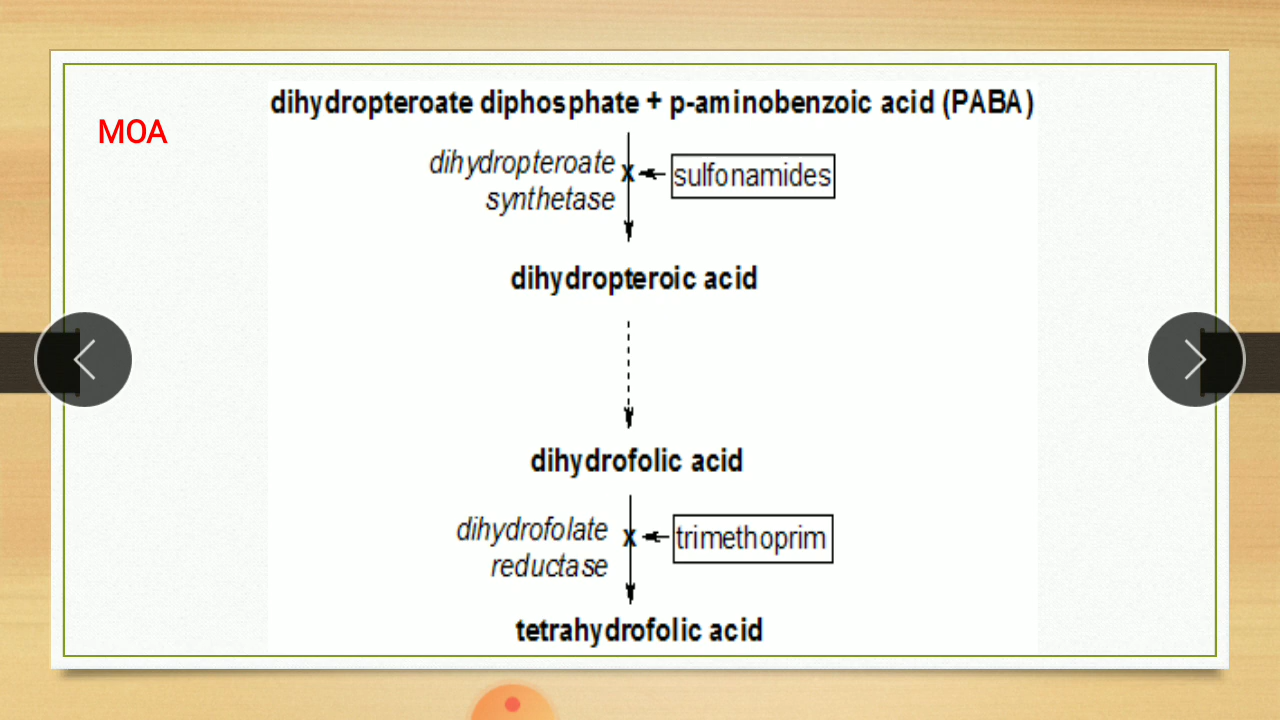 dihydropteroate diphosphate + p-aminobenzoic acid (PABA)
MOA
dihydropteroate
synthetase
x
sulfonamides
dihydropteroic acid
dihydrofolic acid
dihydrofolate
reductase
x
trimethoprim
tetrahydrofolic acid